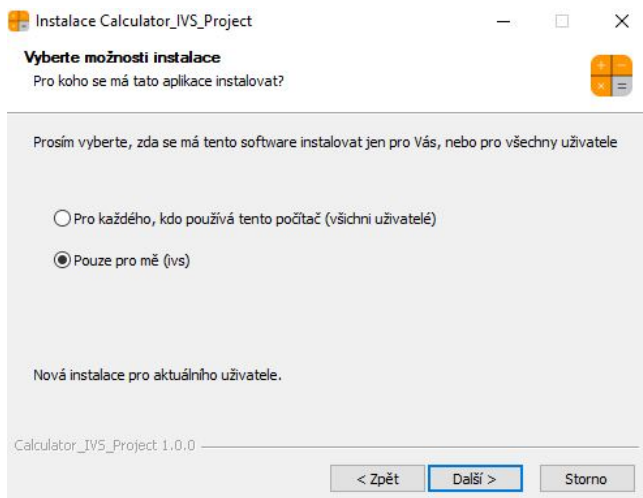 Instalace Calculator_IVS_Project
Vyberte možnosti instalace
Pro koho se má tato aplikace instalovat?
Prosím vyberte, zda se má tento software instalovat jen pro Vás, nebo pro všechny uživatele
Pro každého, kdo používá tento počítač (všichni uživatelé)
Pouze pro mě (ivs)
Nová instalace pro aktuálního uživatele.
Calculator_IVS_Project 1.0.0
< Zpět
Další >
Storno